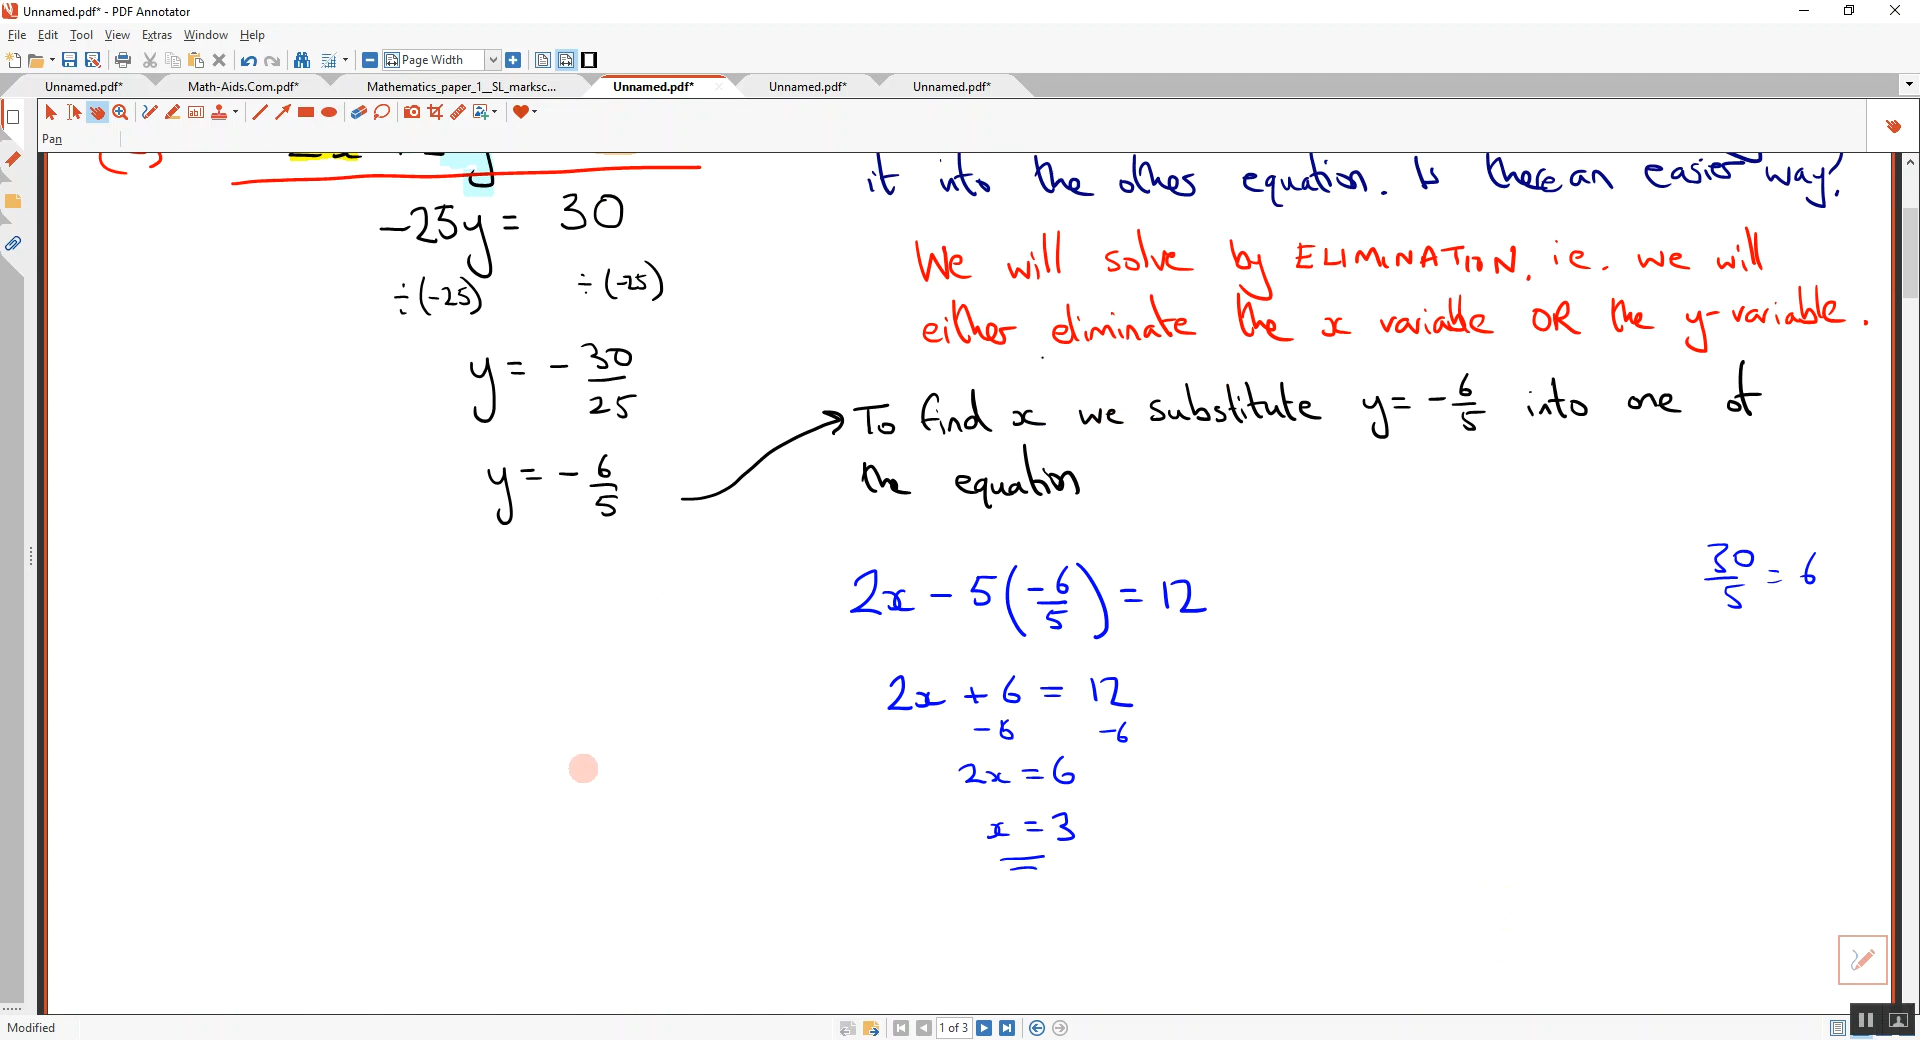 Unnamed.pdf* - PDF Annotator
File Edit Tool View Extras Window Help
Page Width
Unnamed.pdf* Math-Aids.Com.pdf* Mathematics_paper_1__SL_marksc... Unnamed.pdf* Unnamed.pdf* Unnamed.pdf*
Pan
it into the other equation. Is there an easier way?
-25y = 30
÷(-25) ÷(-25)
y = - 30/25
y = - 6/5
We will solve by ELIMINATION. i.e. we will
either eliminate the x variable OR the y-variable.
To find x we substitute y = - 6/5 into one of
the equation
2x - 5(-6/5) = 12
30/5 = 6
2x + 6 = 12
-6 -6
2x = 6
x = 3
Modified
1 of 3